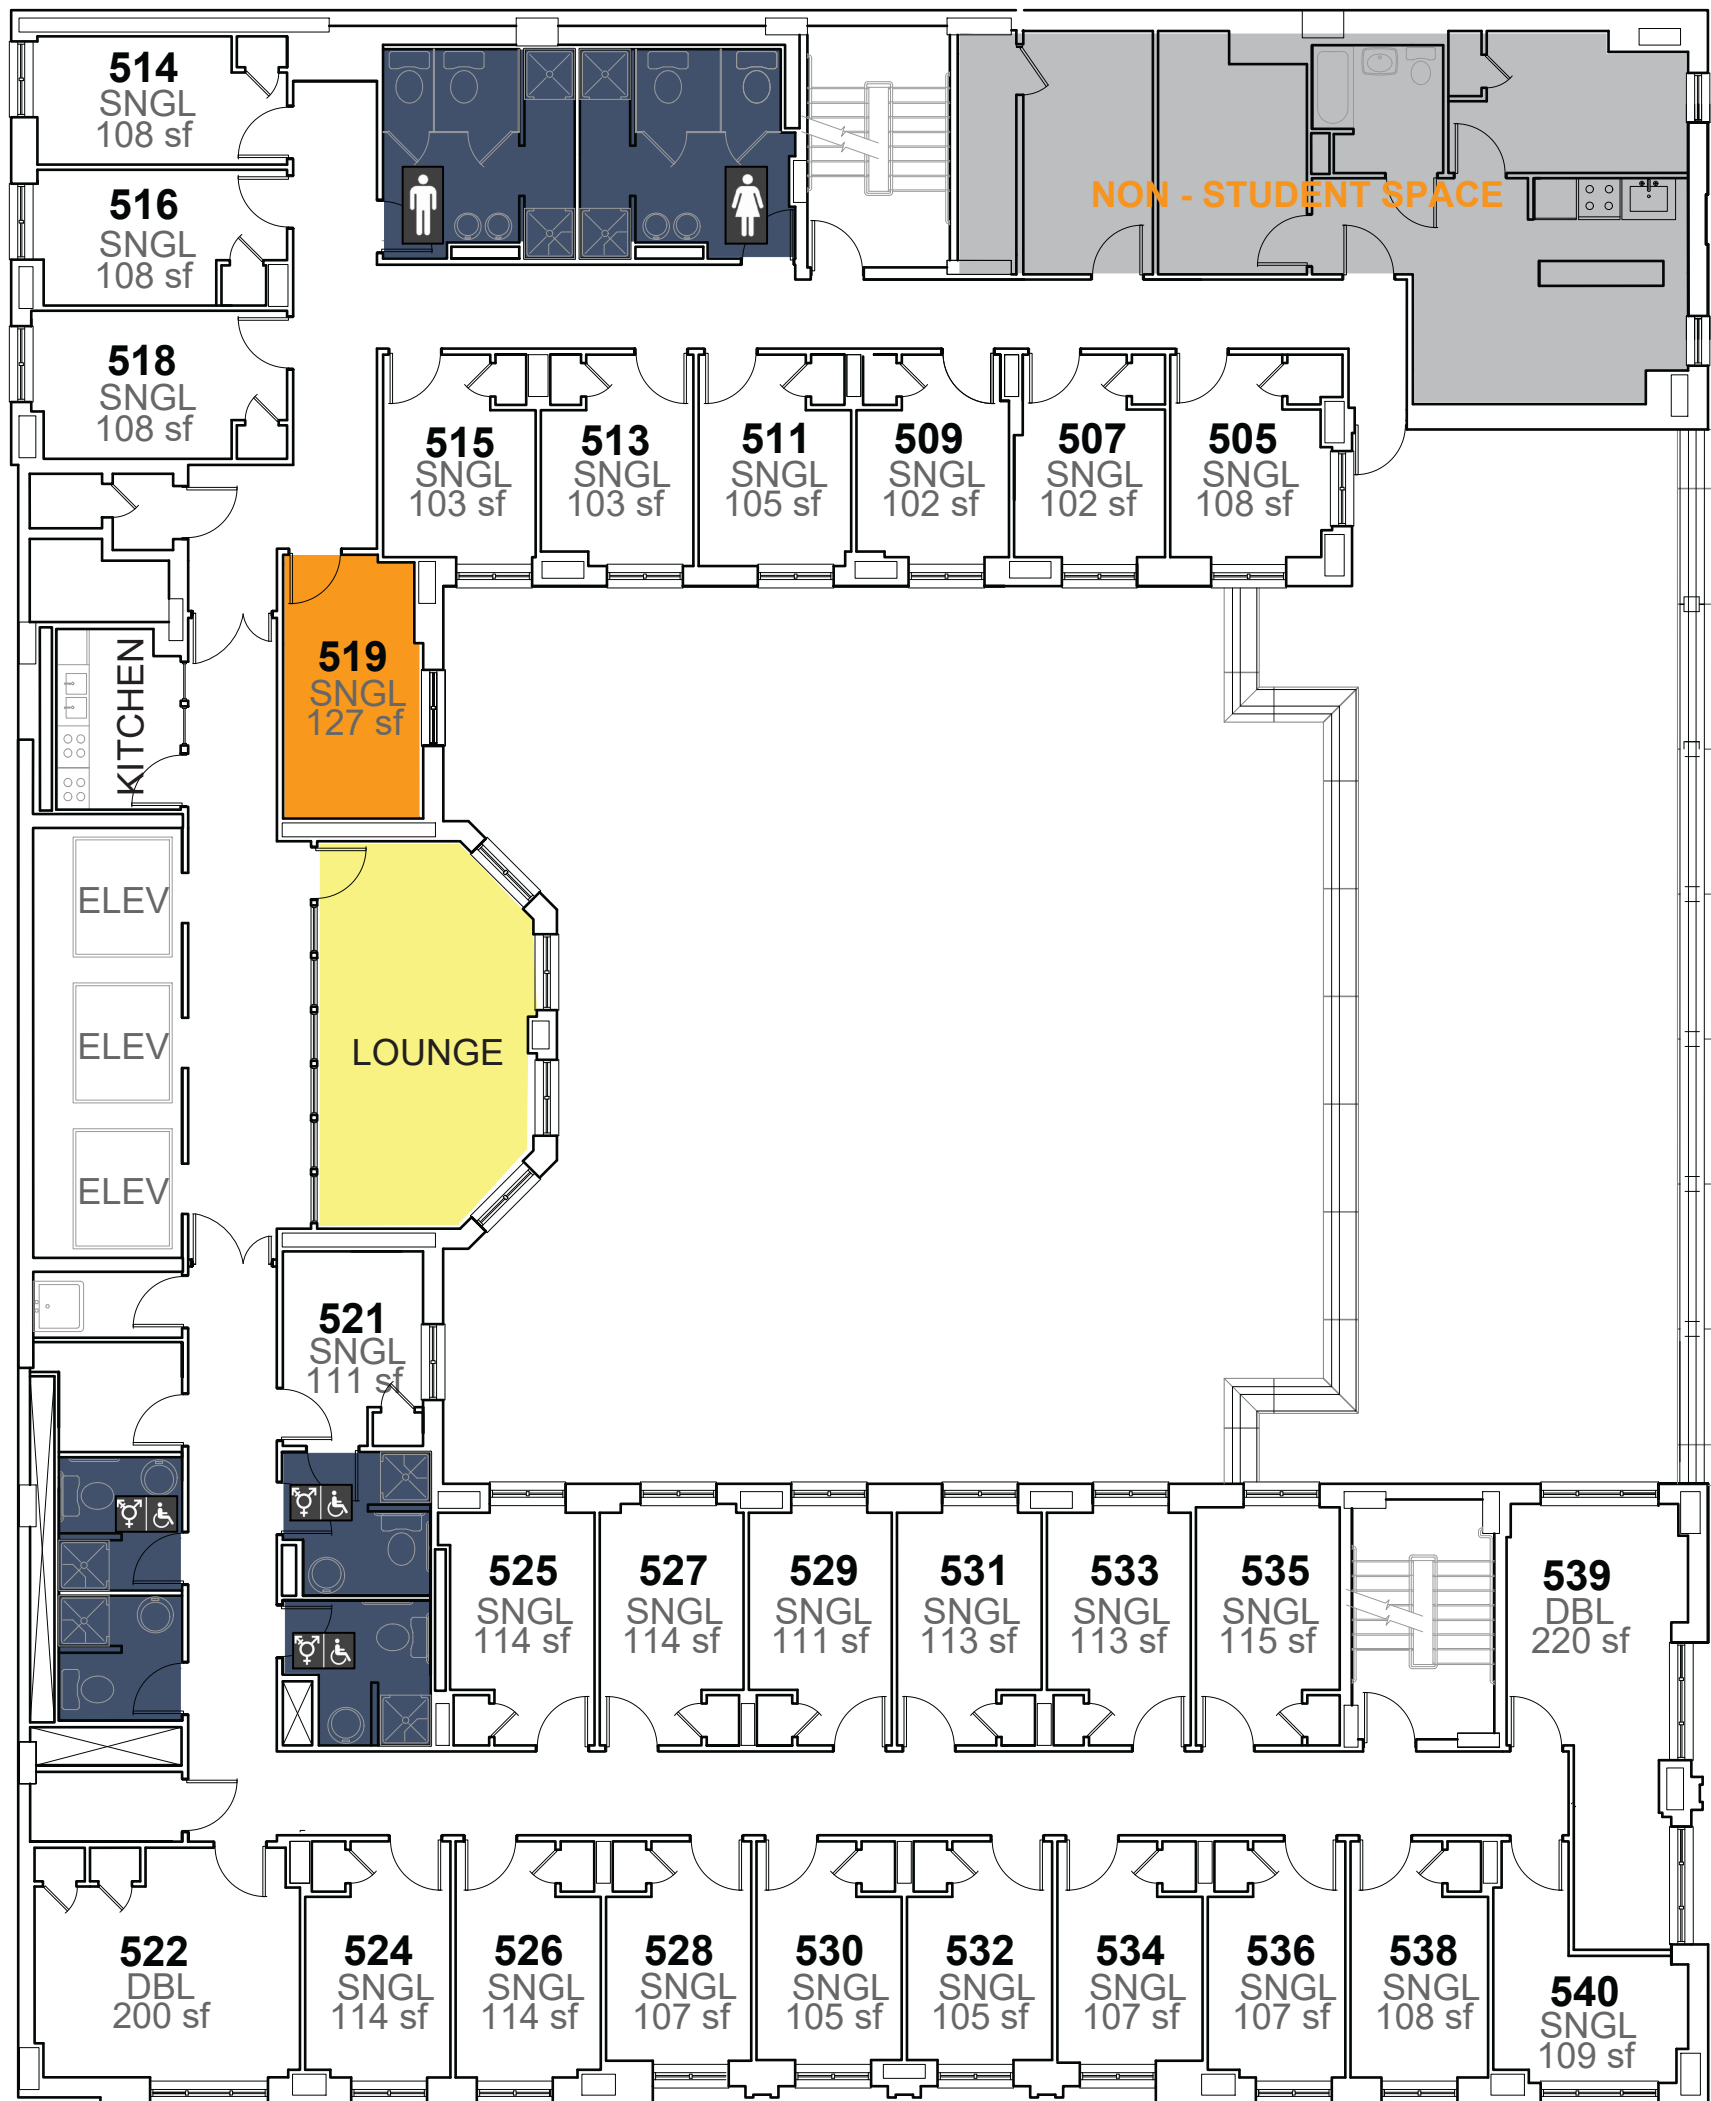 514
SNGL
108 sf
516
SNGL
108 sf
518
SNGL
108 sf
NON - STUDENT SPACE
515
SNGL
103 sf
513
SNGL
103 sf
511
SNGL
105 sf
509
SNGL
102 sf
507
SNGL
102 sf
505
SNGL
108 sf
519
SNGL
127 sf
KITCHEN
ELEV
ELEV
ELEV
LOUNGE
521
SNGL
111 sf
525
SNGL
114 sf
527
SNGL
114 sf
529
SNGL
111 sf
531
SNGL
113 sf
533
SNGL
113 sf
535
SNGL
115 sf
539
DBL
220 sf
522
DBL
200 sf
524
SNGL
114 sf
526
SNGL
114 sf
528
SNGL
107 sf
530
SNGL
105 sf
532
SNGL
105 sf
534
SNGL
107 sf
536
SNGL
107 sf
538
SNGL
108 sf
540
SNGL
109 sf